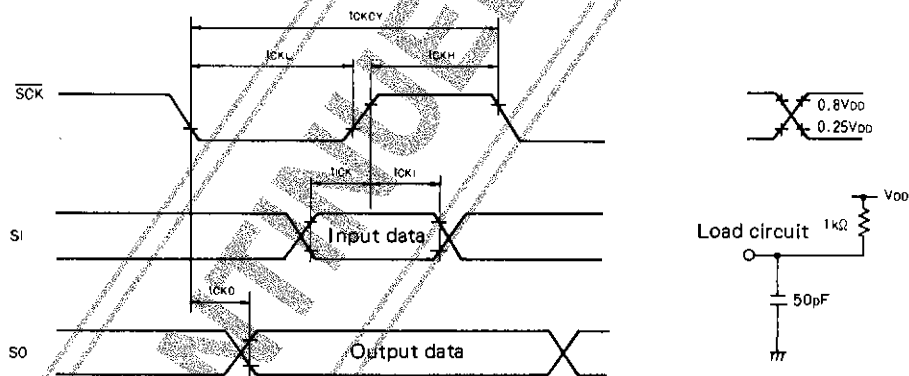 tCKCY
tCKL
tCKH
SCK
0.8VDD
0.25VDD
tICK
tCKI
VDD
SI
Input data
Load circuit
1kΩ
tCKO
50pF
SO
Output data